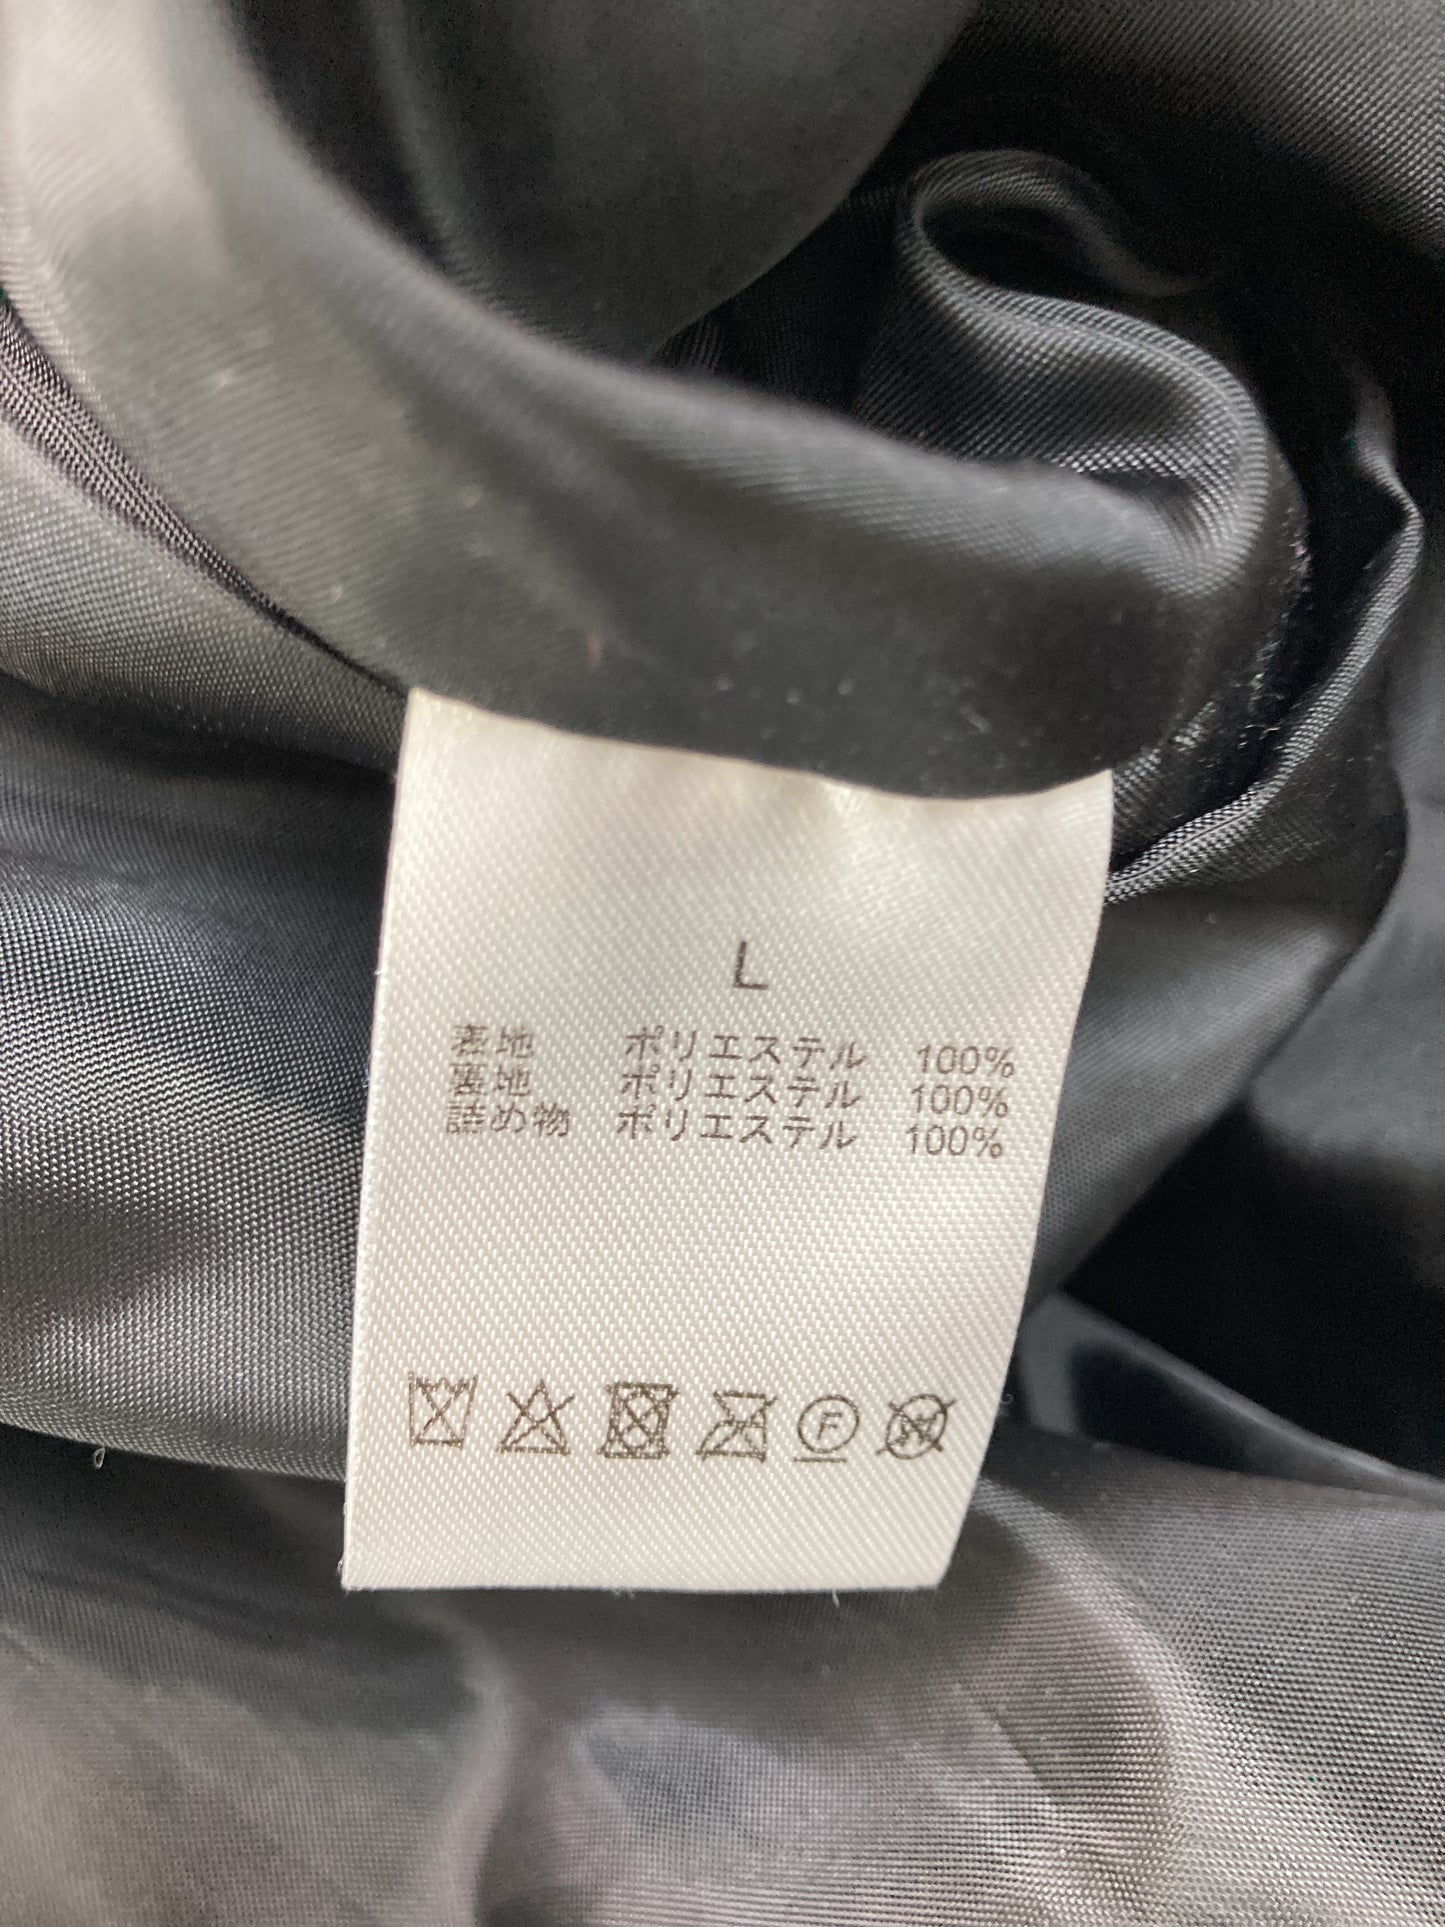 L
表地 ポリエステル 100%
裏地 ポリエステル 100%
詰め物 ポリエステル 100%
F W